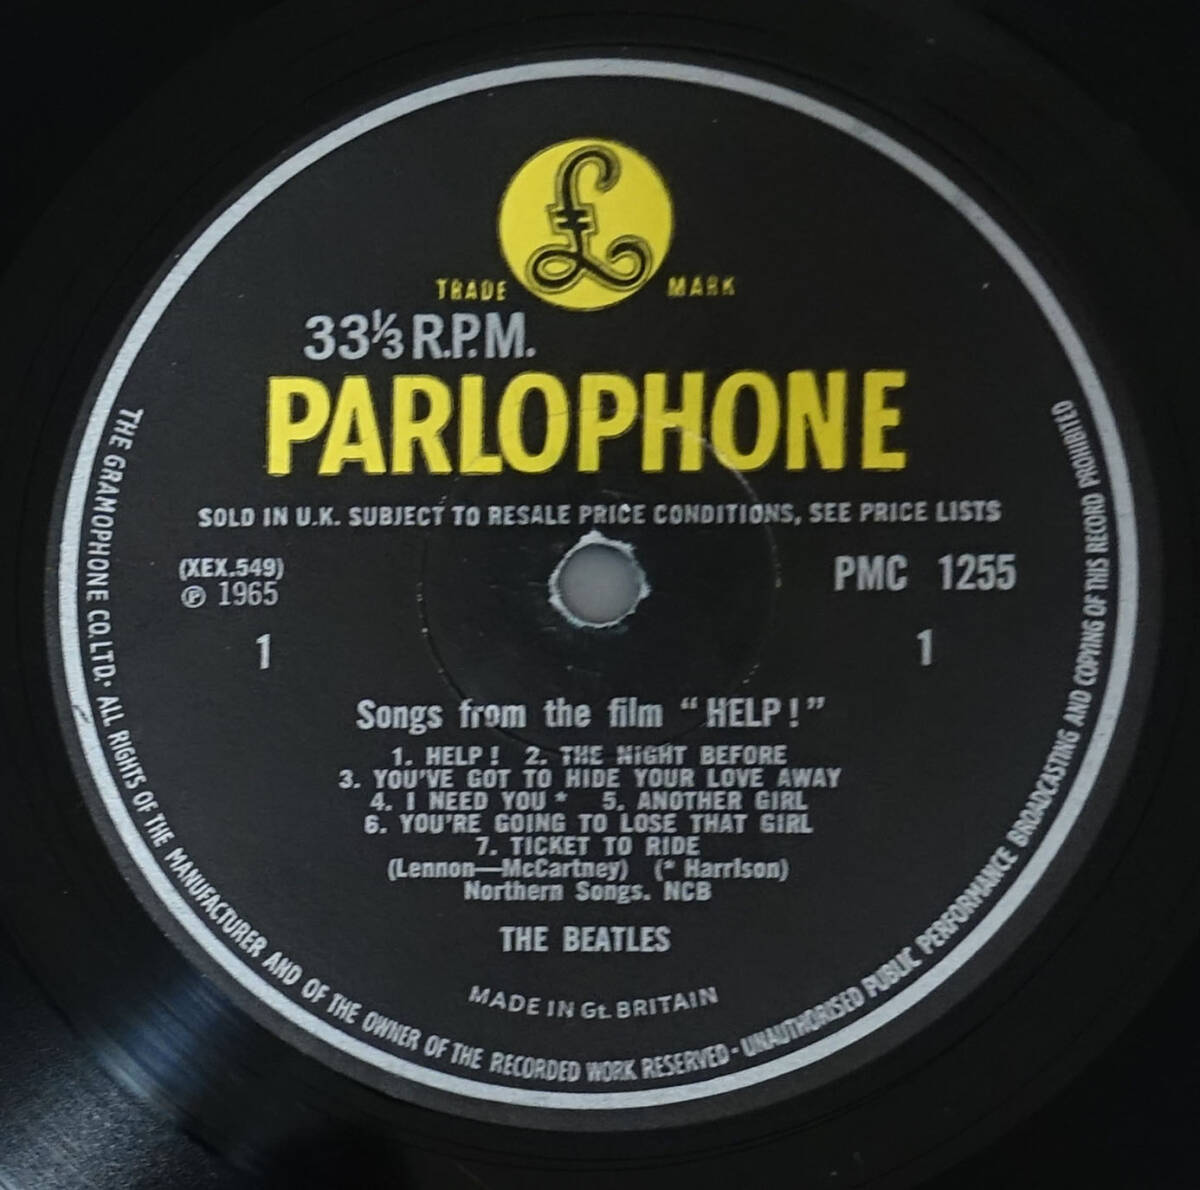 £
TRADE MARK
33⅓ R.P.M.
PARLOPHONE
SOLD IN U.K. SUBJECT TO RESALE PRICE CONDITIONS, SEE PRICE LISTS
(XEX.549)
℗ 1965
PMC 1255
1
1
Songs from the film "HELP!"
1. HELP! 2. THE NIGHT BEFORE
3. YOU'VE GOT TO HIDE YOUR LOVE AWAY
4. I NEED YOU * 5. ANOTHER GIRL
6. YOU'RE GOING TO LOSE THAT GIRL
7. TICKET TO RIDE
(Lennon—McCartney) (* Harrison)
Northern Songs. NCB
THE BEATLES
MADE IN Gt. BRITAIN
THE GRAMOPHONE CO. LTD. · ALL RIGHTS OF THE MANUFACTURER AND OF THE OWNER OF THE RECORDED WORK RESERVED · UNAUTHORISED PUBLIC PERFORMANCE BROADCASTING AND COPYING OF THIS RECORD PROHIBITED